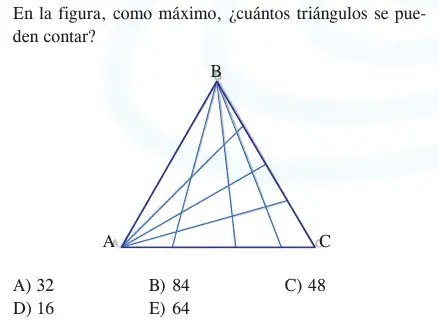 En la figura, como máximo, ¿cuántos triángulos se pue-
den contar?
B
A
C
A) 32 B) 84 C) 48
D) 16 E) 64